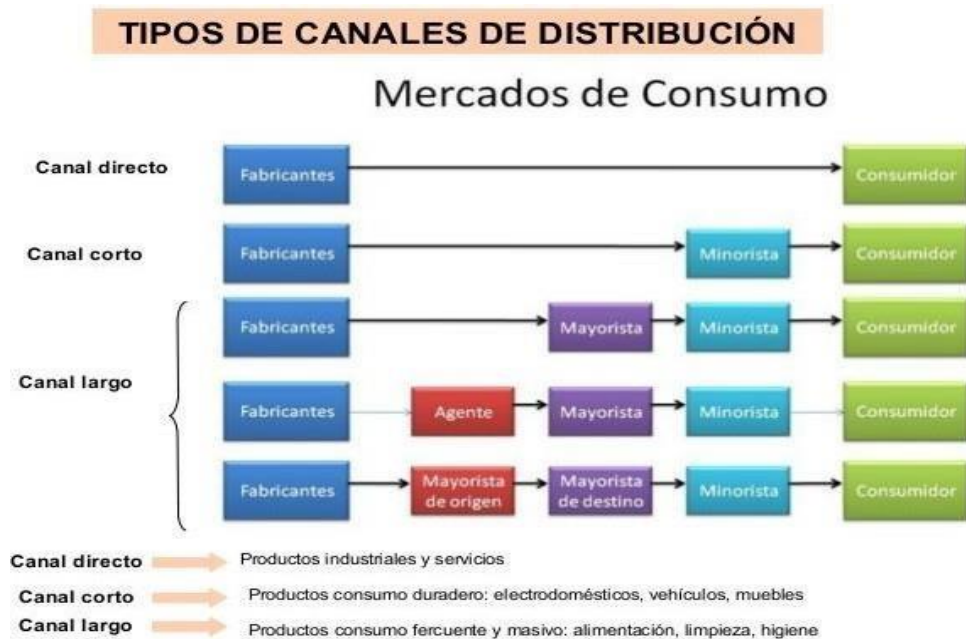 TIPOS DE CANALES DE DISTRIBUCIÓN
Mercados de Consumo
Canal directo
Fabricantes
Consumidor
Canal corto
Fabricantes
Minorista
Consumidor
Canal largo
Fabricantes
Mayorista
Minorista
Consumidor
Fabricantes
Agente
Mayorista
Minorista
Consumidor
Fabricantes
Mayorista
de origen
Mayorista
de destino
Minorista
Consumidor
Canal directo
Productos industriales y servicios
Canal corto
Productos consumo duradero: electrodomésticos, vehículos, muebles
Canal largo
Productos consumo fercuente y masivo: alimentación, limpieza, higiene